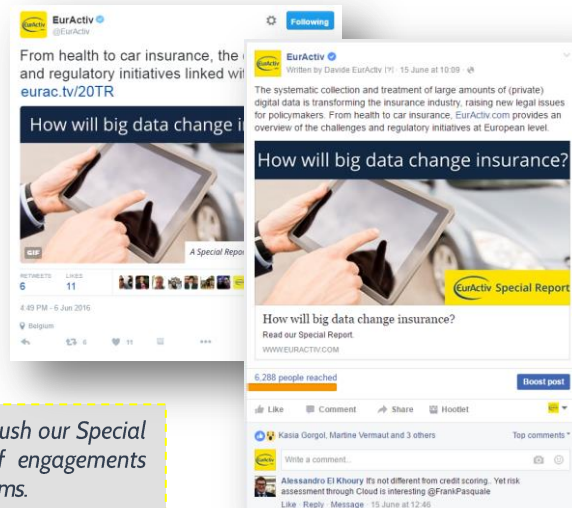 EurActiv
@EurActiv
Following
From health to car insurance, the
and regulatory initiatives linked wi
eurac.tv/20TR
How will big data change i
GIF
A Special Repo
RETWEETS LIKES
6 11
4:49 PM - 6 Jun 2016
Belgium
6 11
EurActiv
Written by Davide EurActiv [?] · 15 June at 10:09 ·
The systematic collection and treatment of large amounts of (private)
digital data is transforming the insurance industry, raising new legal issues
for policymakers. From health to car insurance, EurActiv.com provides an
overview of the challenges and regulatory initiatives at European level.
How will big data change insurance?
EurActiv Special Report
How will big data change insurance?
Read our Special Report.
WWW.EURACTIV.COM
6,288 people reached
Boost post
Like Comment Share Hootlet
Kasia Gorgol, Martine Vermaut and 3 others
Top comments
Write a comment...
Alessandro El Khoury It's not different from credit scoring.. Yet risk
assessment through Cloud is interesting @FrankPasquale
Like · Reply · Message · 15 June at 12:46
ush our Special
f engagements
ms.